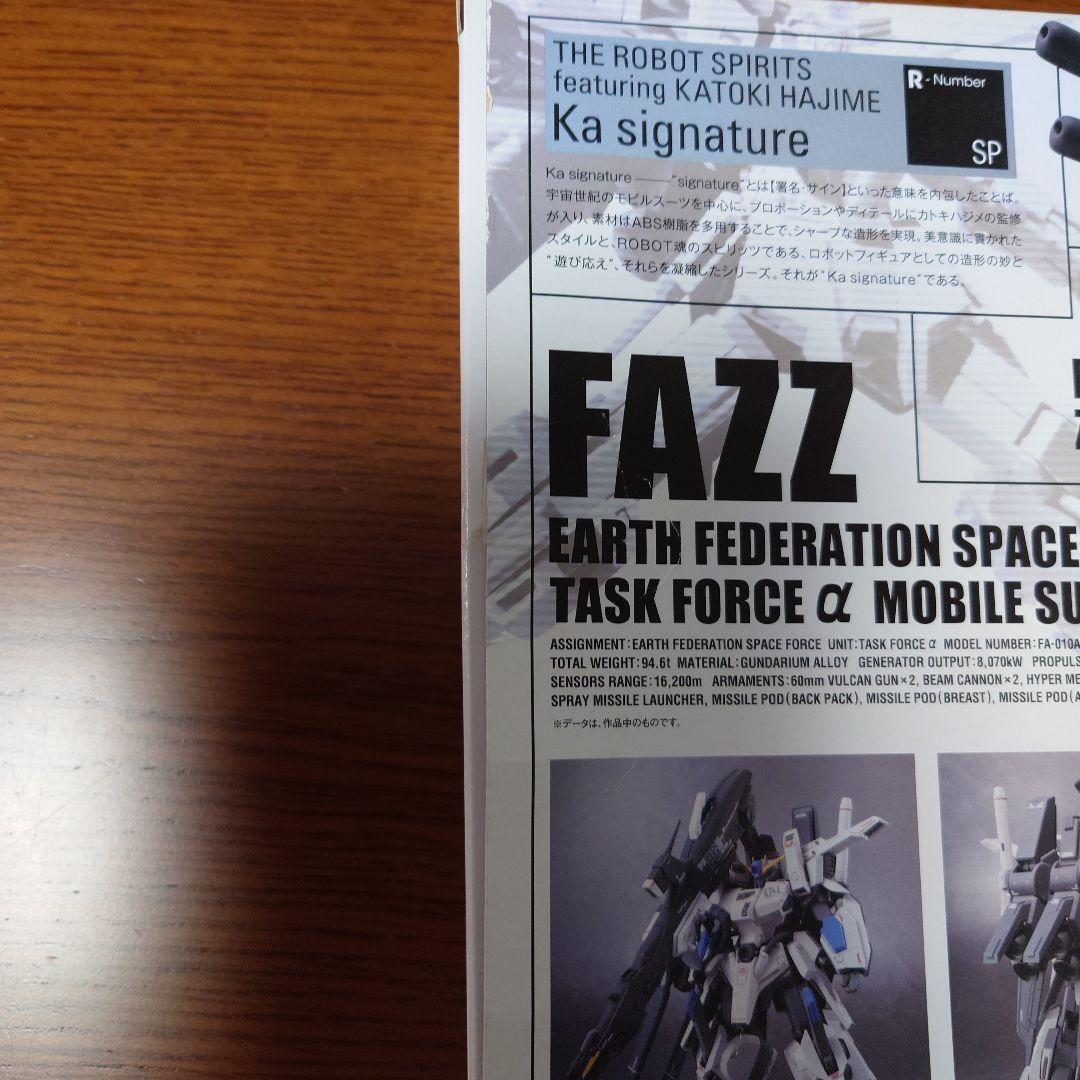 THE ROBOT SPIRITS
featuring KATOKI HAJIME
Ka signature
R-Number
SP
Ka signature ―― "signature"とは【署名・サイン】といった意味を内包したことば。
宇宙世紀のモビルスーツを中心に、プロポーションやディテールにカトキハジメの監修
が入り、素材はABS樹脂を多用することで、シャープな造形を実現。美意識に貫かれた
スタイルと、ROBOT魂のスピリッツである、ロボットフィギュアとしての造形の妙と
"遊び応え"、それらを凝縮したシリーズ。それが"Ka signature"である。
FAZZ
EARTH FEDERATION SPACE
TASK FORCE α MOBILE SU
ASSIGNMENT:EARTH FEDERATION SPACE FORCE UNIT:TASK FORCE α MODEL NUMBER:FA-010A
TOTAL WEIGHT:94.6t MATERIAL:GUNDARIUM ALLOY GENERATOR OUTPUT:8,070kW PROPULS
SENSORS RANGE:16,200m ARMAMENTS:60mm VULCAN GUN×2, BEAM CANNON×2, HYPER ME
SPRAY MISSILE LAUNCHER, MISSILE POD(BACK PACK), MISSILE POD(BREAST), MISSILE POD(A
※データは、作品中のものです。